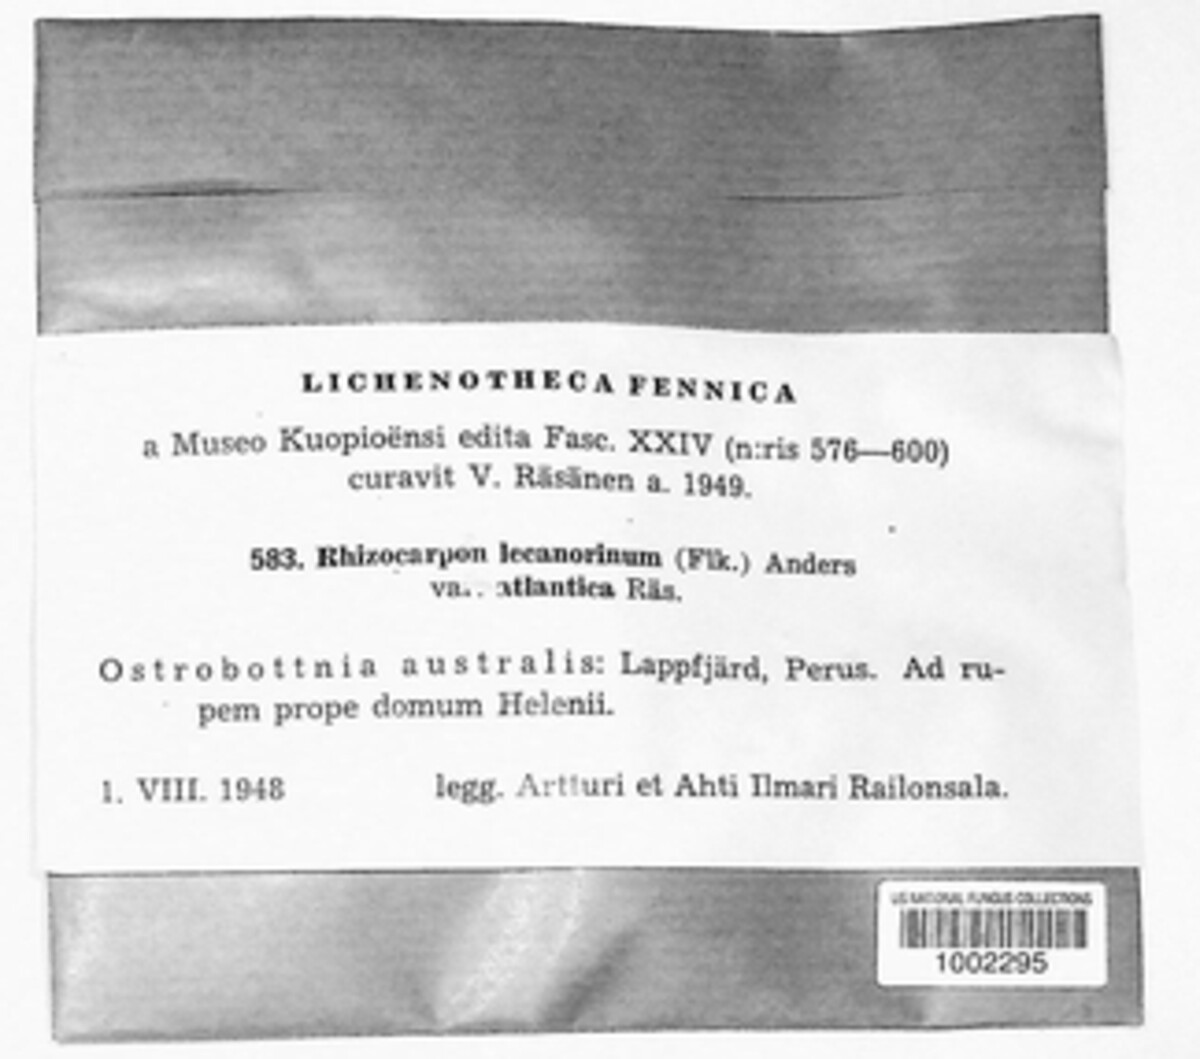 LICHENOTHECA FENNICA
a Museo Kuopioënsi edita Fasc. XXIV (n:ris 576—600)
curavit V. Räsänen a. 1949.
583. Rhizocarpon lecanorinum (Flk.) Anders
va.. atlantica Räs.
Ostrobottnia australis: Lappfjärd, Perus. Ad ru-
pem prope domum Helenii.
1. VIII. 1948 legg. Artturi et Ahti Ilmari Railonsala.
US NATIONAL FUNGUS COLLECTIONS
1002295